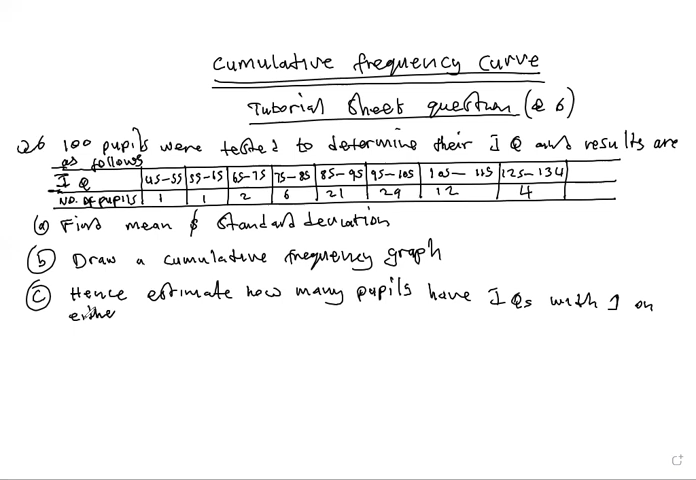 Cumulative frequency Curve
Tutorial Sheet question (Q 6)
Q6 100 pupils were tested to determine their I Q and results are
as follows
I Q 45-55 55-65 65-75 75-85 85-95 95-105 105-115 125-134
NO. of pupils 1 1 2 6 21 29 12 4
(a) Find mean & Standard deviation
(b) Draw a cumulative frequency graph
(c) Hence estimate how many pupils have I Qs with 1 on
either